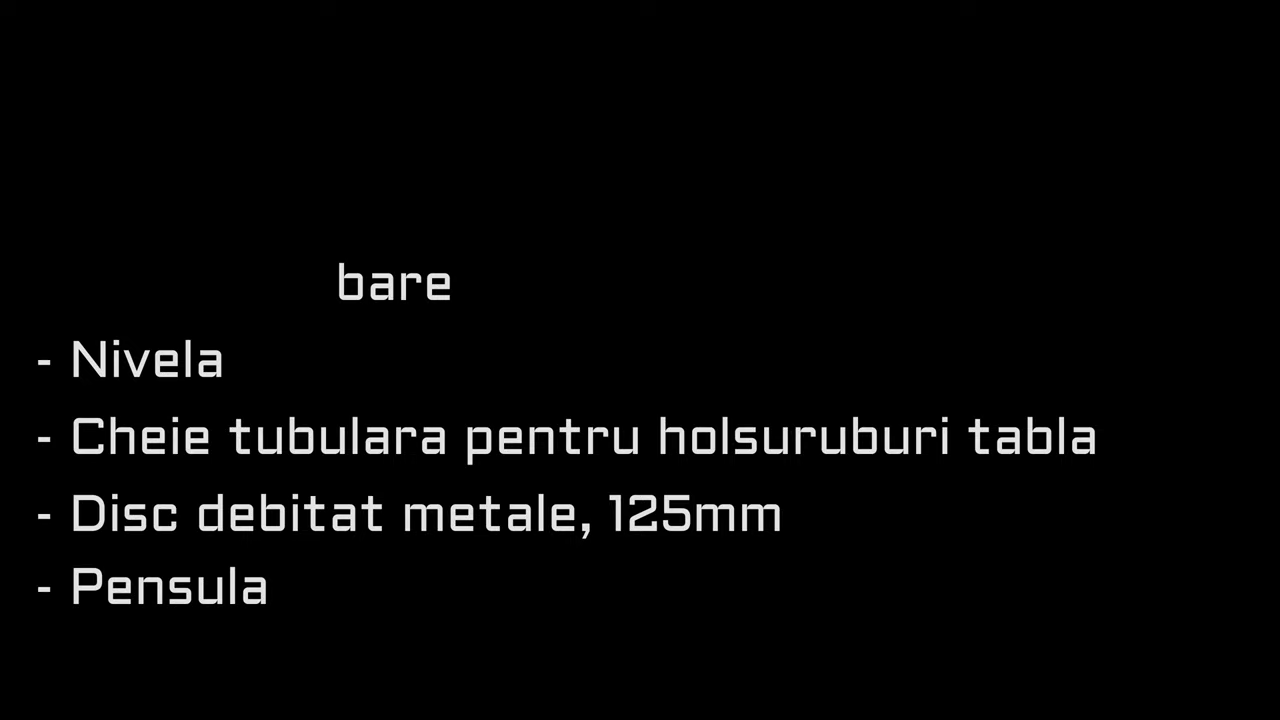 bare
- Nivela
- Cheie tubulara pentru holsuruburi tabla
- Disc debitat metale, 125mm
- Pensula